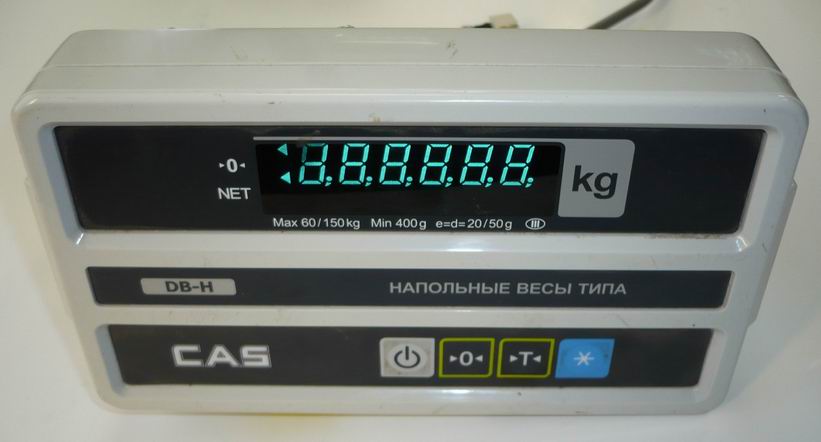 ▸0◂
8.8.8.8.8.8.
kg
NET
Max 60/150kg Min 400g e=d=20/50g III
DB-H НАПОЛЬНЫЕ ВЕСЫ ТИПА
CAS ▸0◂ ▸T◂ *